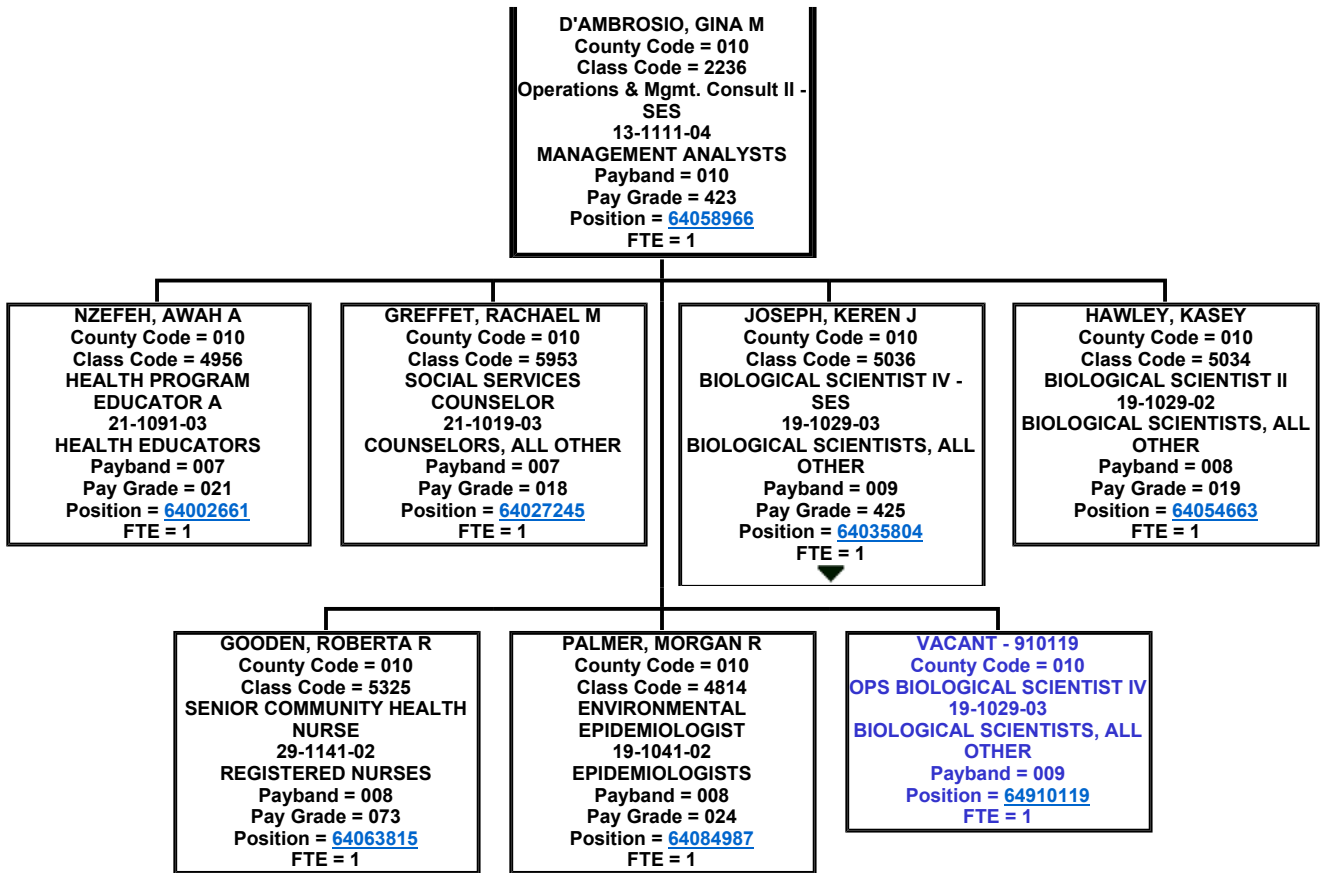 D'AMBROSIO, GINA M
County Code = 010
Class Code = 2236
Operations & Mgmt. Consult II -
SES
13-1111-04
MANAGEMENT ANALYSTS
Payband = 010
Pay Grade = 423
Position = 64058966
FTE = 1
NZEFEH, AWAH A
County Code = 010
Class Code = 4956
HEALTH PROGRAM
EDUCATOR A
21-1091-03
HEALTH EDUCATORS
Payband = 007
Pay Grade = 021
Position = 64002661
FTE = 1
GREFFET, RACHAEL M
County Code = 010
Class Code = 5953
SOCIAL SERVICES
COUNSELOR
21-1019-03
COUNSELORS, ALL OTHER
Payband = 007
Pay Grade = 018
Position = 64027245
FTE = 1
JOSEPH, KEREN J
County Code = 010
Class Code = 5036
BIOLOGICAL SCIENTIST IV -
SES
19-1029-03
BIOLOGICAL SCIENTISTS, ALL
OTHER
Payband = 009
Pay Grade = 425
Position = 64035804
FTE = 1
HAWLEY, KASEY
County Code = 010
Class Code = 5034
BIOLOGICAL SCIENTIST II
19-1029-02
BIOLOGICAL SCIENTISTS, ALL
OTHER
Payband = 008
Pay Grade = 019
Position = 64054663
FTE = 1
GOODEN, ROBERTA R
County Code = 010
Class Code = 5325
SENIOR COMMUNITY HEALTH
NURSE
29-1141-02
REGISTERED NURSES
Payband = 008
Pay Grade = 073
Position = 64063815
FTE = 1
PALMER, MORGAN R
County Code = 010
Class Code = 4814
ENVIRONMENTAL
EPIDEMIOLOGIST
19-1041-02
EPIDEMIOLOGISTS
Payband = 008
Pay Grade = 024
Position = 64084987
FTE = 1
VACANT - 910119
County Code = 010
OPS BIOLOGICAL SCIENTIST IV
19-1029-03
BIOLOGICAL SCIENTISTS, ALL
OTHER
Payband = 009
Position = 64910119
FTE = 1